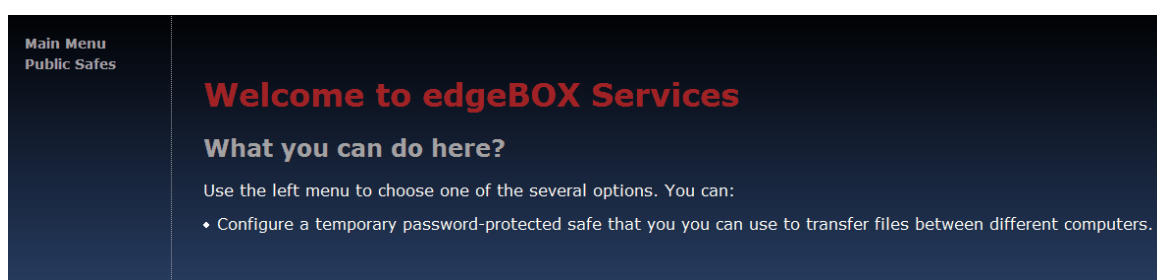 Main Menu
Public Safes
Welcome to edgeBOX Services
What you can do here?
Use the left menu to choose one of the several options. You can:
• Configure a temporary password-protected safe that you you can use to transfer files between different computers.